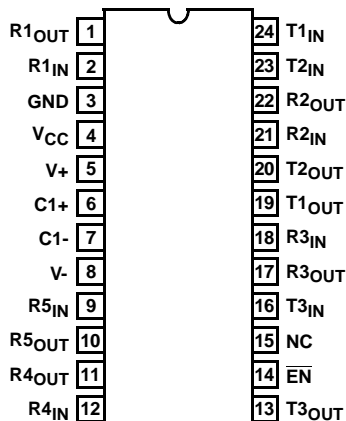 R1OUT 1 24 T1IN
R1IN 2 23 T2IN
GND 3 22 R2OUT
VCC 4 21 R2IN
V+ 5 20 T2OUT
C1+ 6 19 T1OUT
C1- 7 18 R3IN
V- 8 17 R3OUT
R5IN 9 16 T3IN
R5OUT 10 15 NC
R4OUT 11 14 E̅N̅
R4IN 12 13 T3OUT